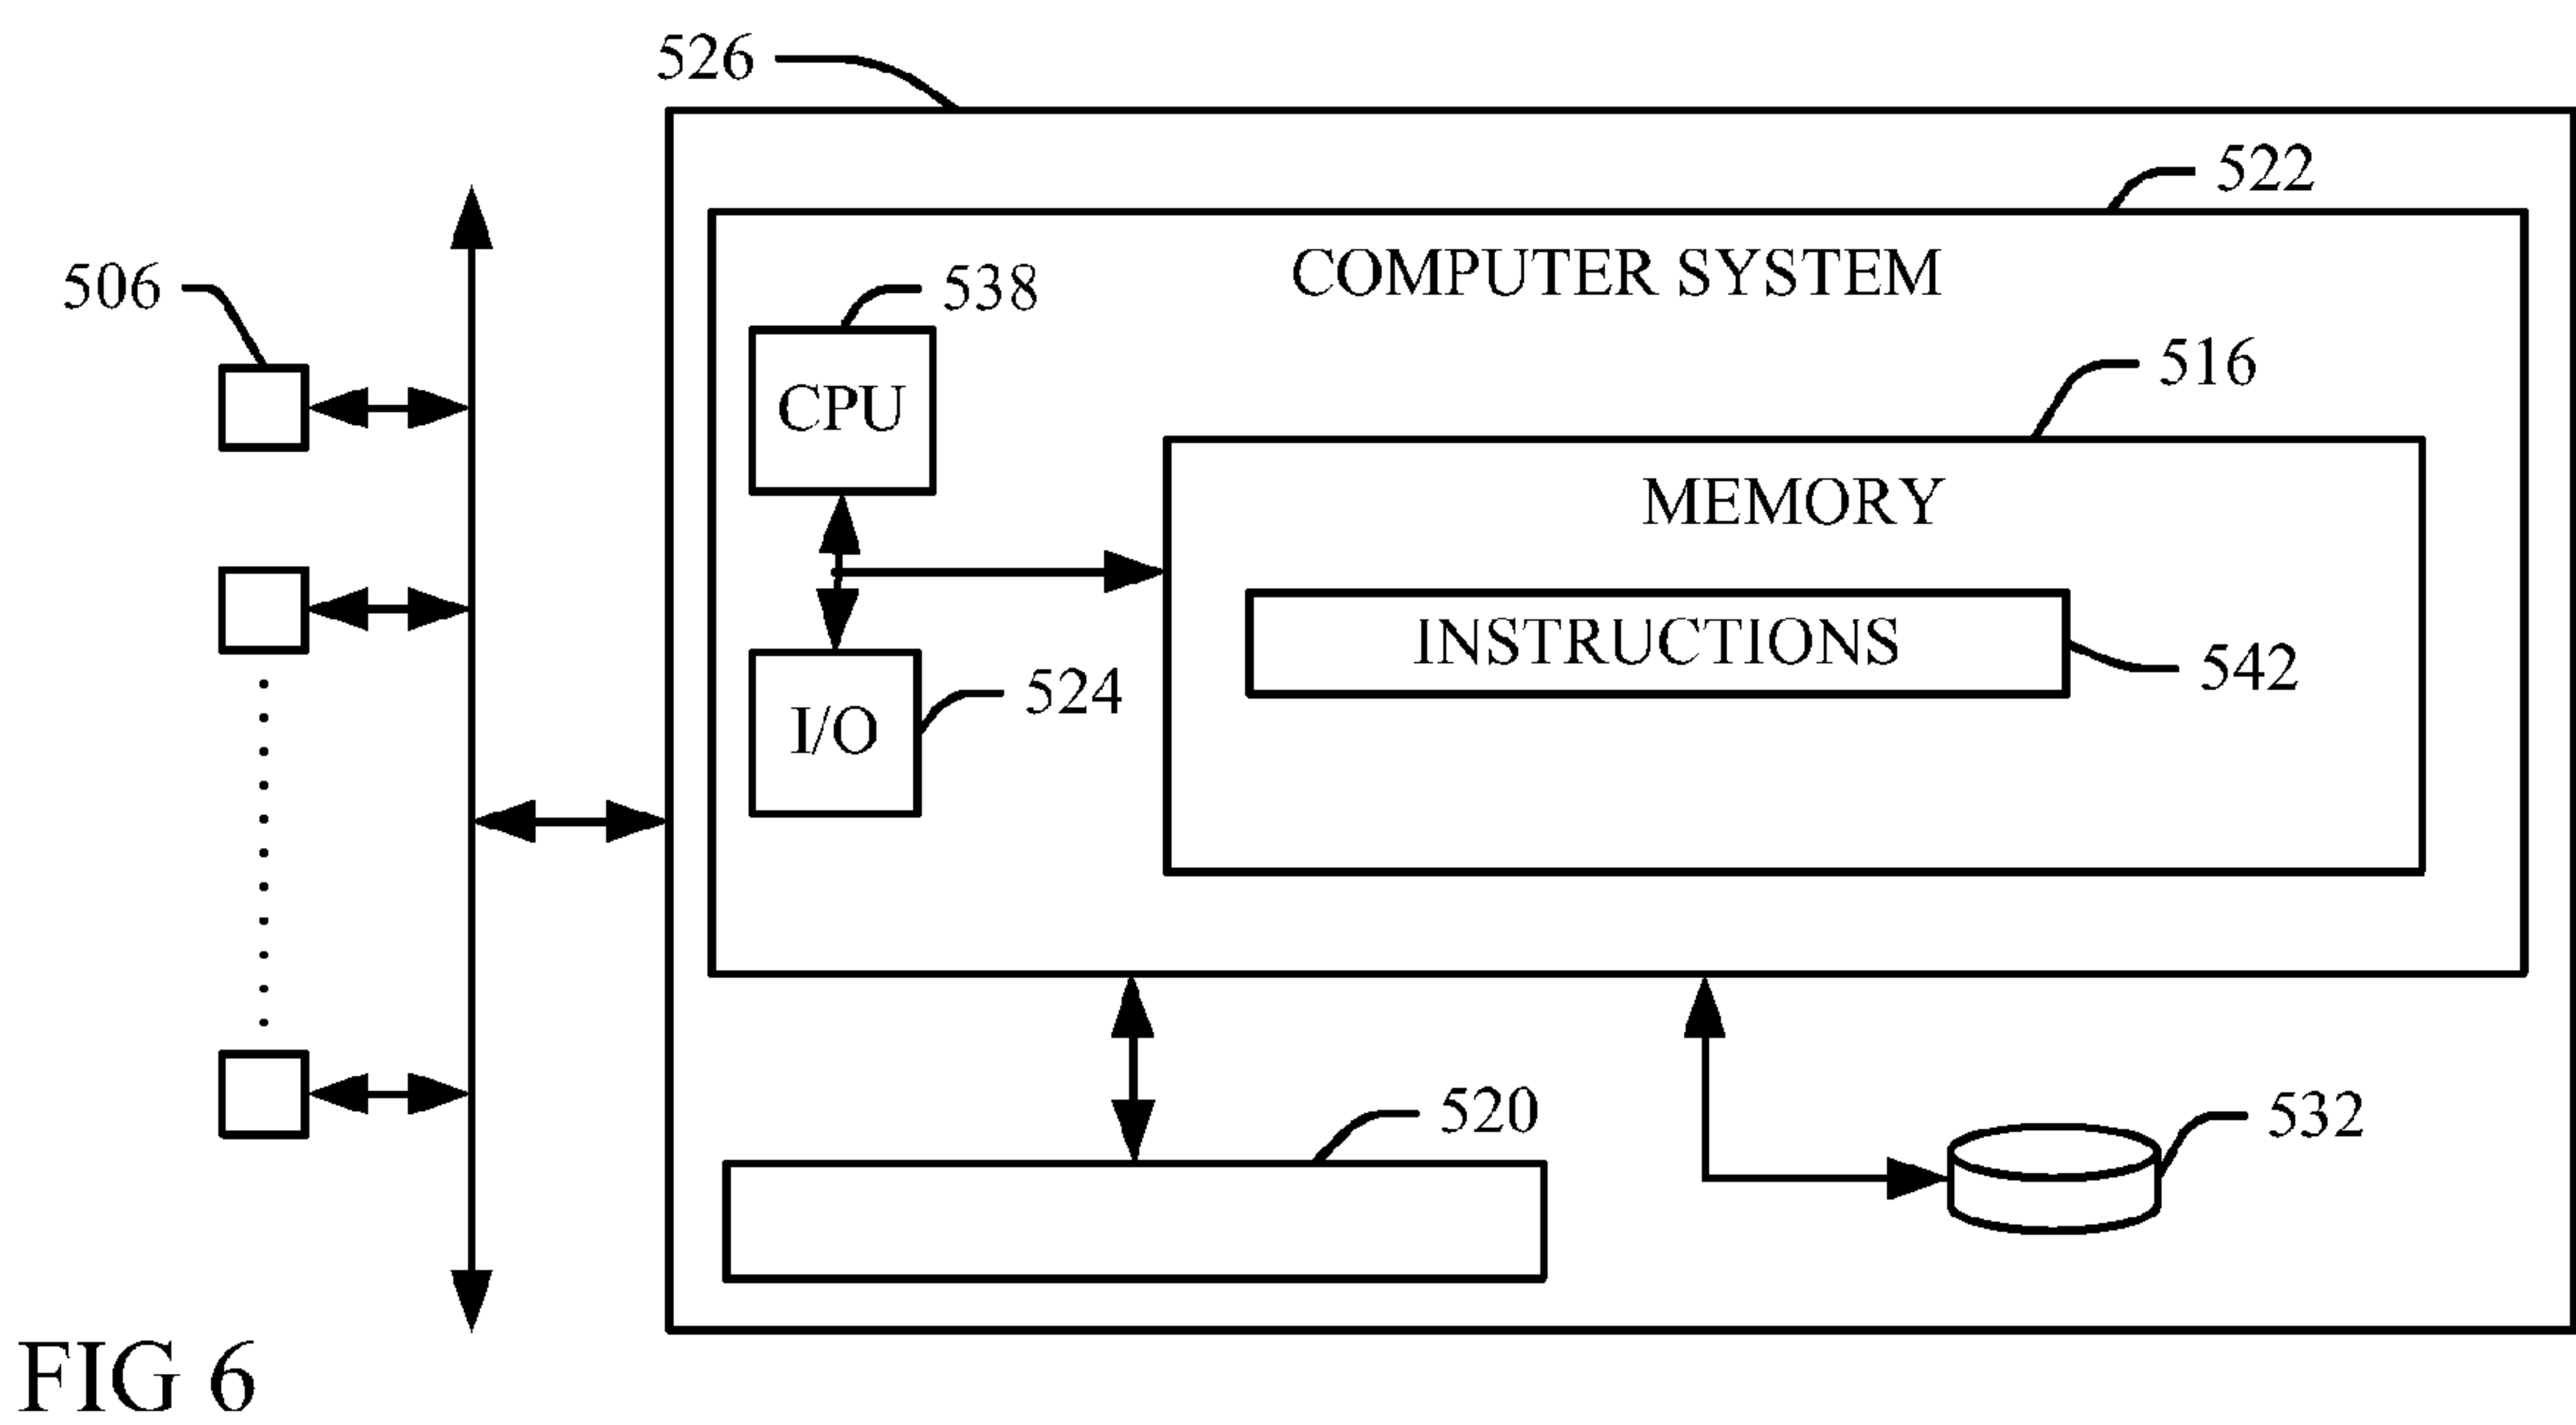 526
522
506
538
COMPUTER SYSTEM
516
CPU
MEMORY
INSTRUCTIONS
542
524
I/O
520
532
FIG 6